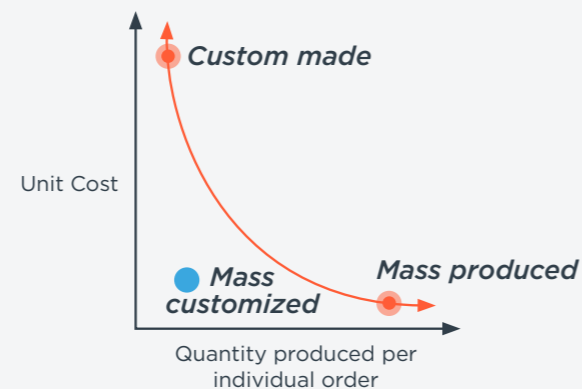 Custom made
Unit Cost
Mass produced
Mass
customized
Quantity produced per
individual order